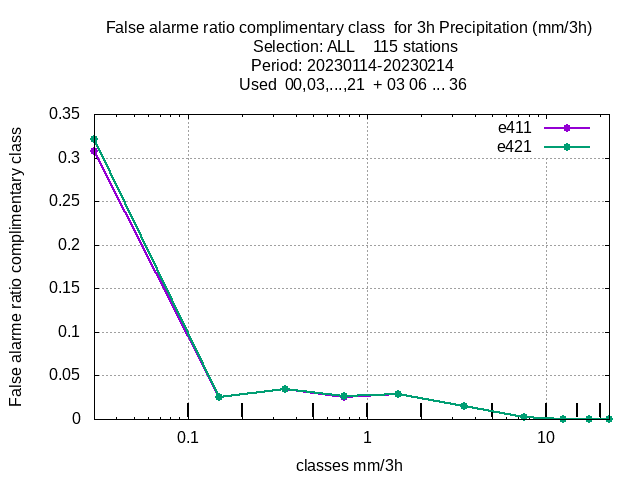 False alarme ratio complimentary class  for 3h Precipitation (mm/3h)
Selection: ALL    115 stations
Period: 20230114-20230214
Used  00,03,...,21  + 03 06 ... 36
e411
e421
False alarme ratio complimentary class
0.35
0.3
0.25
0.2
0.15
0.1
0.05
0
0.1
1
10
classes mm/3h